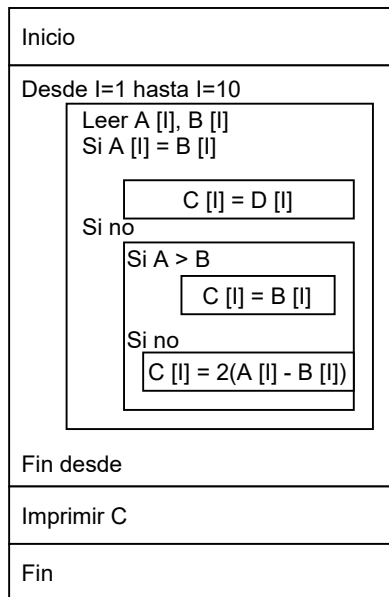 Inicio
Desde I=1 hasta I=10
Leer A [I], B [I]
Si A [I] = B [I]
C [I] = D [I]
Si no
Si A > B
C [I] = B [I]
Si no
C [I] = 2(A [I] - B [I])
Fin desde
Imprimir C
Fin